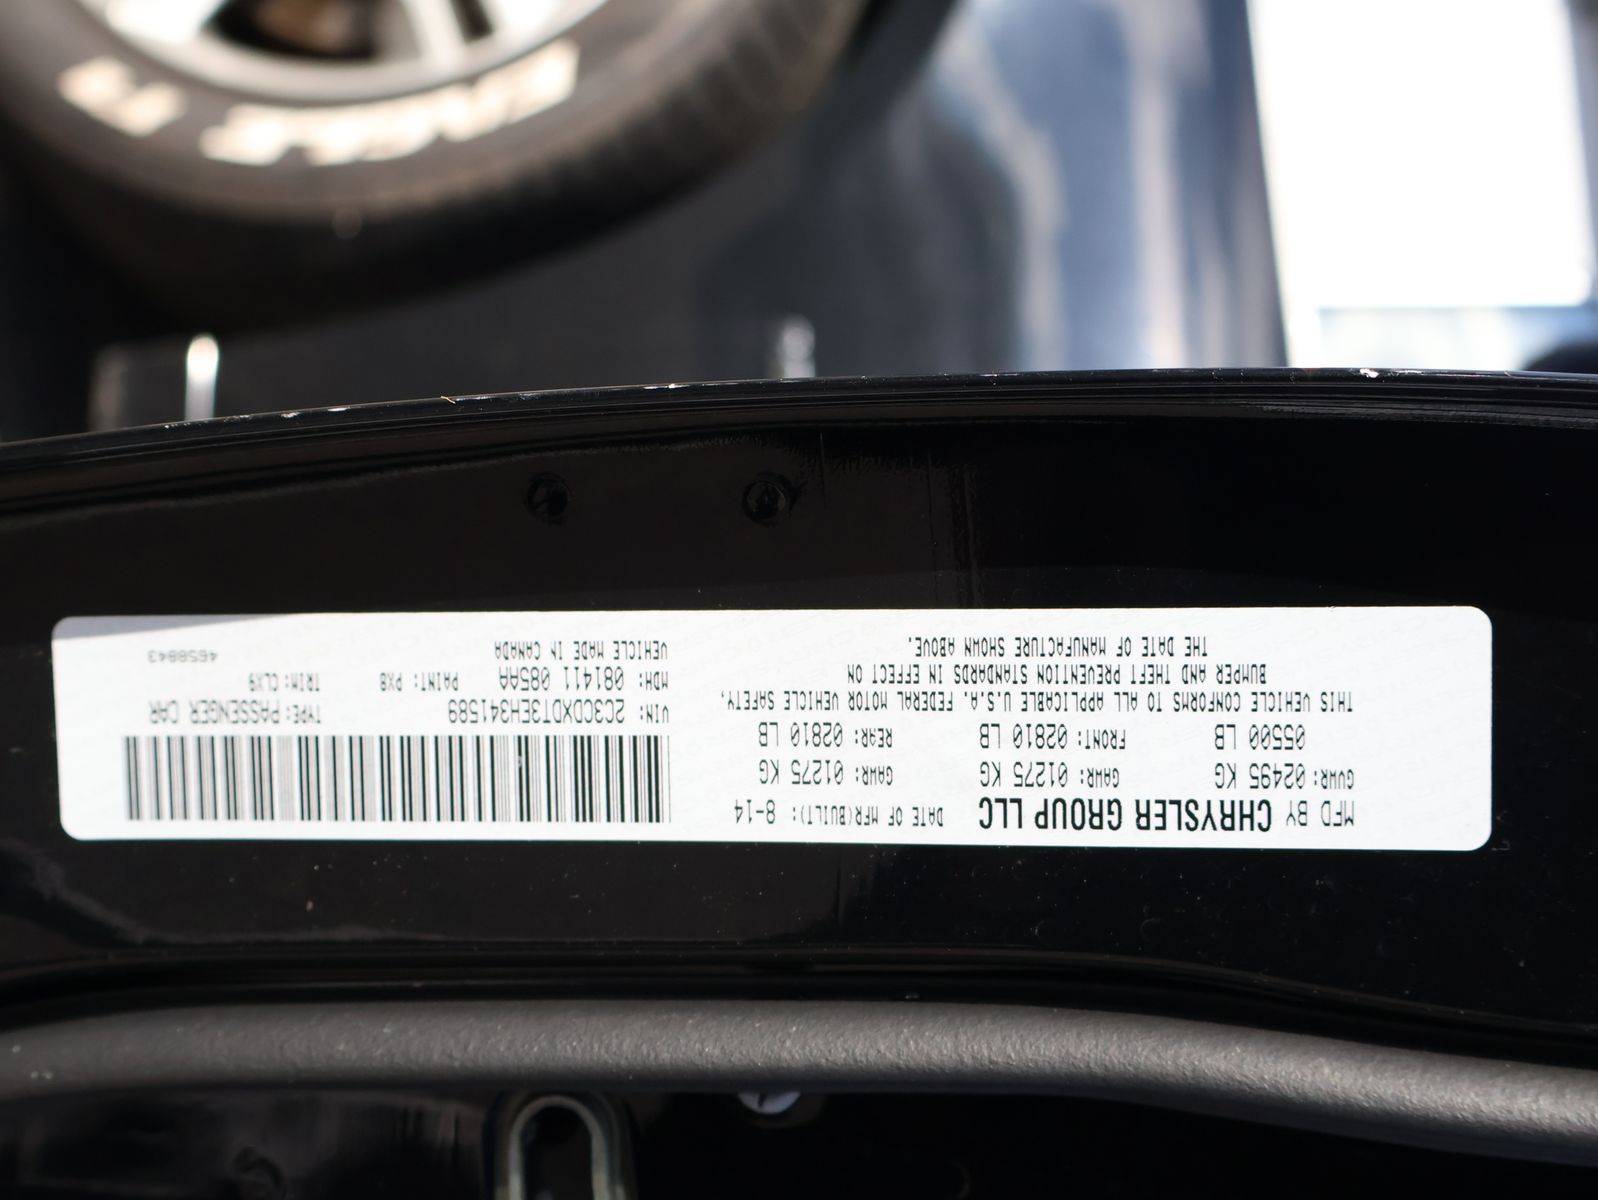 MFD BY CHRYSLER GROUP LLC DATE OF MFR(BUILT): 8-14
GVWR: 02495 KG GAWR: 01275 KG GAWR: 01275 KG
05500 LB FRONT: 02810 LB REAR: 02810 LB
THIS VEHICLE CONFORMS TO ALL APPLICABLE U.S.A. FEDERAL MOTOR VEHICLE SAFETY,
BUMPER AND THEFT PREVENTION STANDARDS IN EFFECT ON
THE DATE OF MANUFACTURE SHOWN ABOVE.
VIN: 2C3CDXDT3EH341589 TYPE: PASSENGER CAR
MDH: 081411 085AA PAINT: PX8 TRIM: CLX9
VEHICLE MADE IN CANADA 4658843